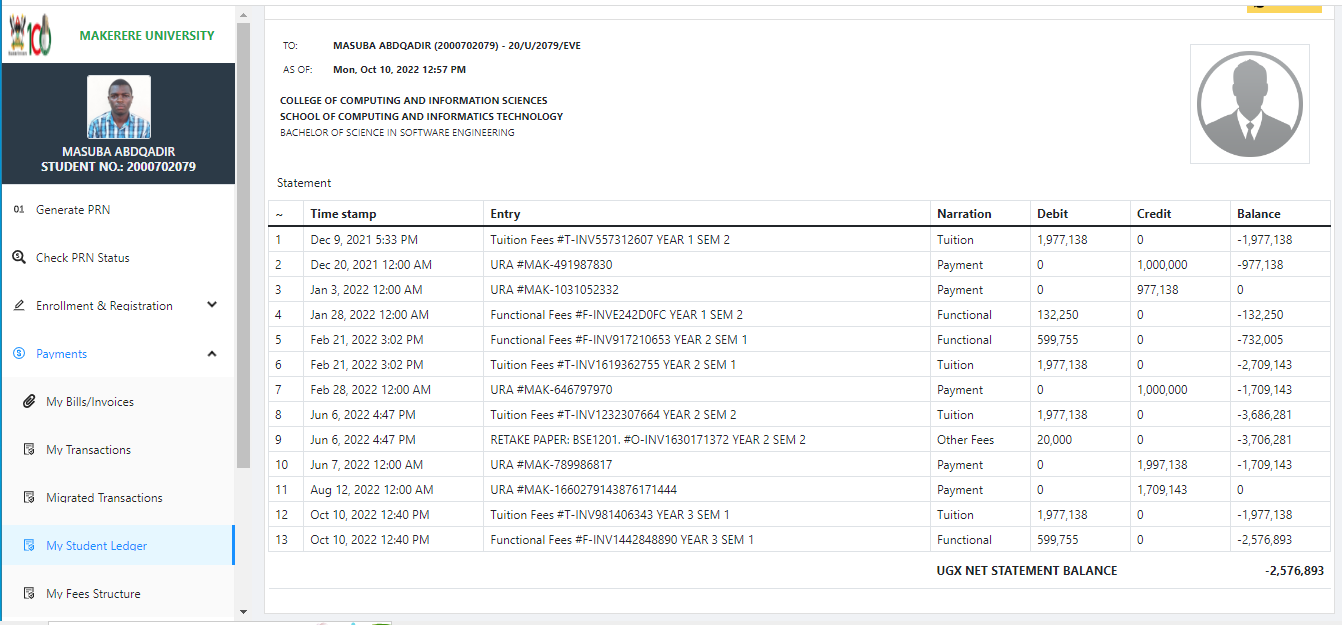 MAKERERE UNIVERSITY
MASUBA ABDQADIR
STUDENT NO.: 2000702079
01 Generate PRN
Check PRN Status
Enrollment & Registration
Payments
My Bills/Invoices
My Transactions
Migrated Transactions
My Student Ledger
My Fees Structure
TO: MASUBA ABDQADIR (2000702079) - 20/U/2079/EVE
AS OF: Mon, Oct 10, 2022 12:57 PM
COLLEGE OF COMPUTING AND INFORMATION SCIENCES
SCHOOL OF COMPUTING AND INFORMATICS TECHNOLOGY
BACHELOR OF SCIENCE IN SOFTWARE ENGINEERING
Statement
~ Time stamp Entry Narration Debit Credit Balance
1 Dec 9, 2021 5:33 PM Tuition Fees #T-INV557312607 YEAR 1 SEM 2 Tuition 1,977,138 0 -1,977,138
2 Dec 20, 2021 12:00 AM URA #MAK-491987830 Payment 0 1,000,000 -977,138
3 Jan 3, 2022 12:00 AM URA #MAK-1031052332 Payment 0 977,138 0
4 Jan 28, 2022 12:00 AM Functional Fees #F-INVE242D0FC YEAR 1 SEM 2 Functional 132,250 0 -132,250
5 Feb 21, 2022 3:02 PM Functional Fees #F-INV917210653 YEAR 2 SEM 1 Functional 599,755 0 -732,005
6 Feb 21, 2022 3:02 PM Tuition Fees #T-INV1619362755 YEAR 2 SEM 1 Tuition 1,977,138 0 -2,709,143
7 Feb 28, 2022 12:00 AM URA #MAK-646797970 Payment 0 1,000,000 -1,709,143
8 Jun 6, 2022 4:47 PM Tuition Fees #T-INV1232307664 YEAR 2 SEM 2 Tuition 1,977,138 0 -3,686,281
9 Jun 6, 2022 4:47 PM RETAKE PAPER: BSE1201. #O-INV1630171372 YEAR 2 SEM 2 Other Fees 20,000 0 -3,706,281
10 Jun 7, 2022 12:00 AM URA #MAK-789986817 Payment 0 1,997,138 -1,709,143
11 Aug 12, 2022 12:00 AM URA #MAK-1660279143876171444 Payment 0 1,709,143 0
12 Oct 10, 2022 12:40 PM Tuition Fees #T-INV981406343 YEAR 3 SEM 1 Tuition 1,977,138 0 -1,977,138
13 Oct 10, 2022 12:40 PM Functional Fees #F-INV1442848890 YEAR 3 SEM 1 Functional 599,755 0 -2,576,893
UGX NET STATEMENT BALANCE -2,576,893